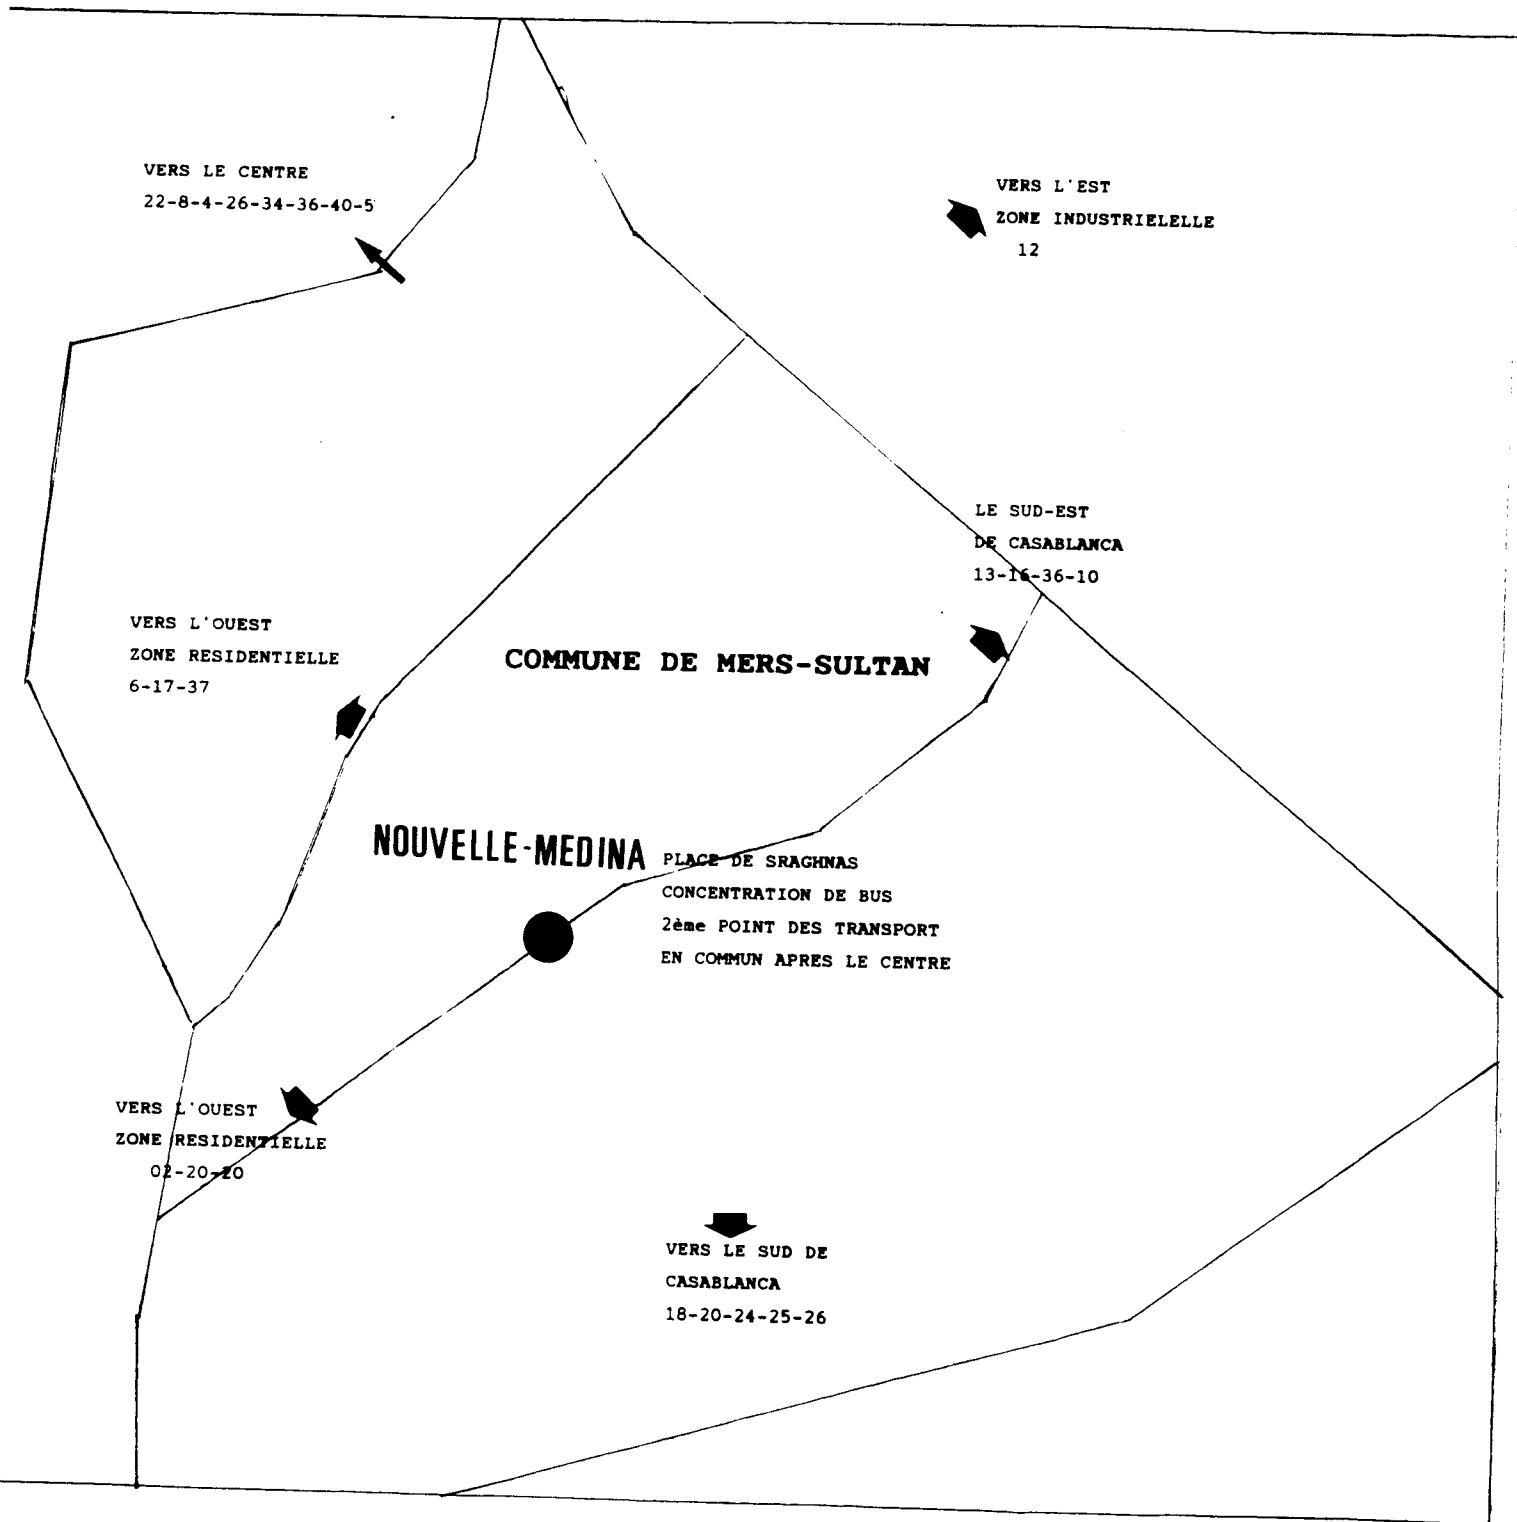 VERS LE CENTRE
22-8-4-26-34-36-40-5
VERS L'EST
ZONE INDUSTRIELELLE
12
LE SUD-EST
DE CASABLANCA
13-16-36-10
VERS L'OUEST
ZONE RESIDENTIELLE
6-17-37
COMMUNE DE MERS-SULTAN
NOUVELLE-MEDINA
PLACE DE SRAGHNAS
CONCENTRATION DE BUS
2ème POINT DES TRANSPORT
EN COMMUN APRES LE CENTRE
VERS L'OUEST
ZONE RESIDENTIELLE
02-20-20
VERS LE SUD DE
CASABLANCA
18-20-24-25-26